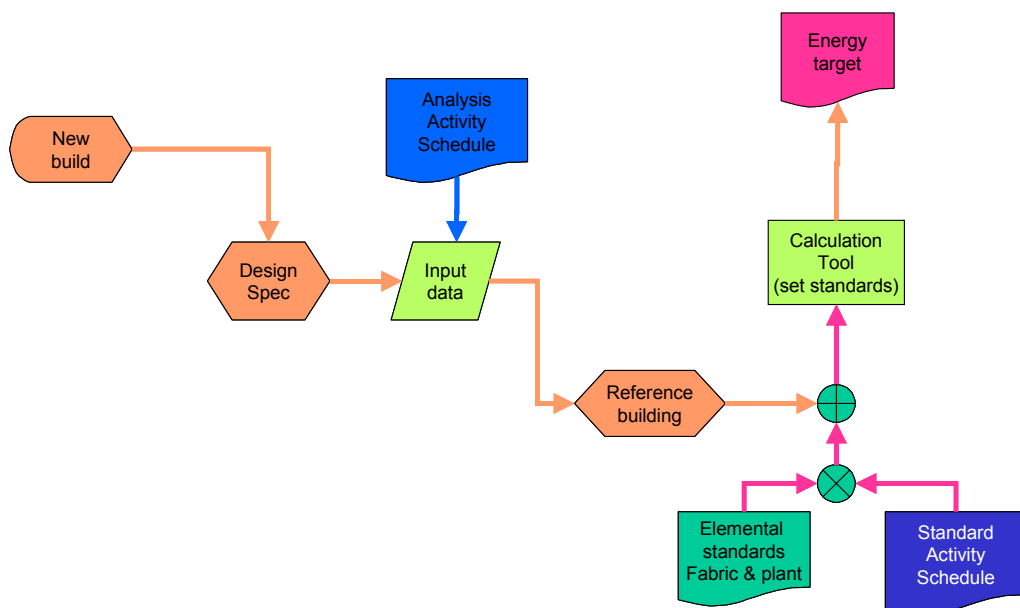 Energy
target
Analysis
Activity
Schedule
New
build
Design
Spec
Input
data
Calculation
Tool
(set standards)
Reference
building
Elemental
standards
Fabric & plant
Standard
Activity
Schedule